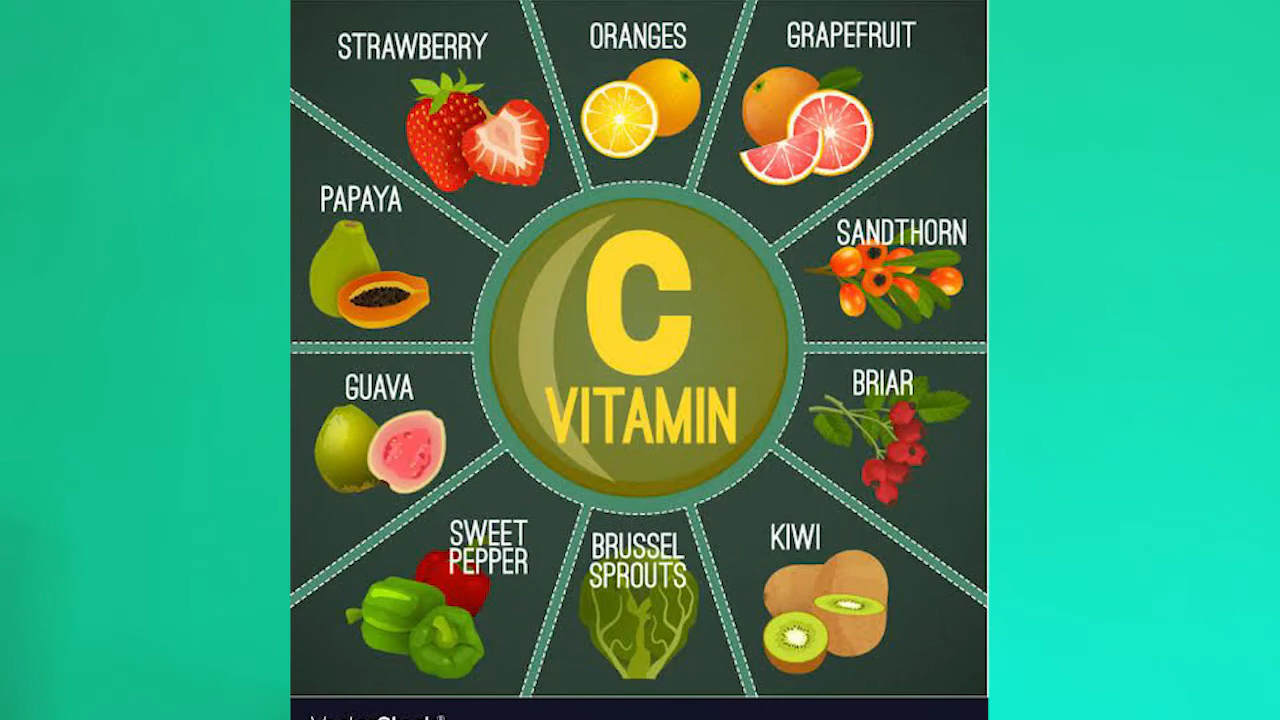 STRAWBERRY
ORANGES
GRAPEFRUIT
PAPAYA
SANDTHORN
C
VITAMIN
GUAVA
BRIAR
SWEET
PEPPER
BRUSSEL
SPROUTS
KIWI